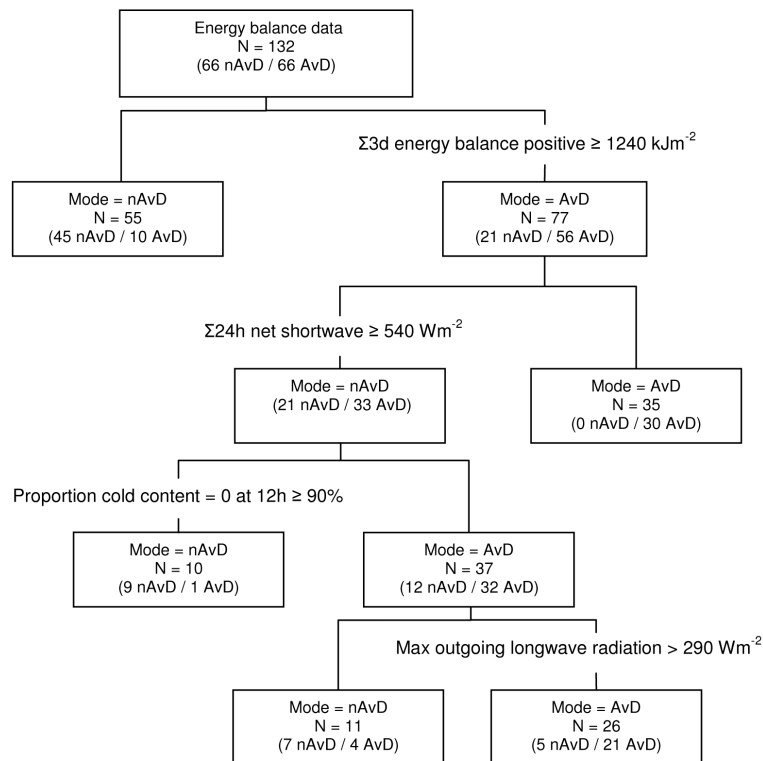 Energy balance data
N = 132
(66 nAvD / 66 AvD)
Σ3d energy balance positive ≥ 1240 kJm⁻²
Mode = nAvD
N = 55
(45 nAvD / 10 AvD)
Mode = AvD
N = 77
(21 nAvD / 56 AvD)
Σ24h net shortwave ≥ 540 Wm⁻²
Mode = nAvD
(21 nAvD / 33 AvD)
Mode = AvD
N = 35
(0 nAvD / 30 AvD)
Proportion cold content = 0 at 12h ≥ 90%
Mode = nAvD
N = 10
(9 nAvD / 1 AvD)
Mode = AvD
N = 37
(12 nAvD / 32 AvD)
Max outgoing longwave radiation > 290 Wm⁻²
Mode = nAvD
N = 11
(7 nAvD / 4 AvD)
Mode = AvD
N = 26
(5 nAvD / 21 AvD)